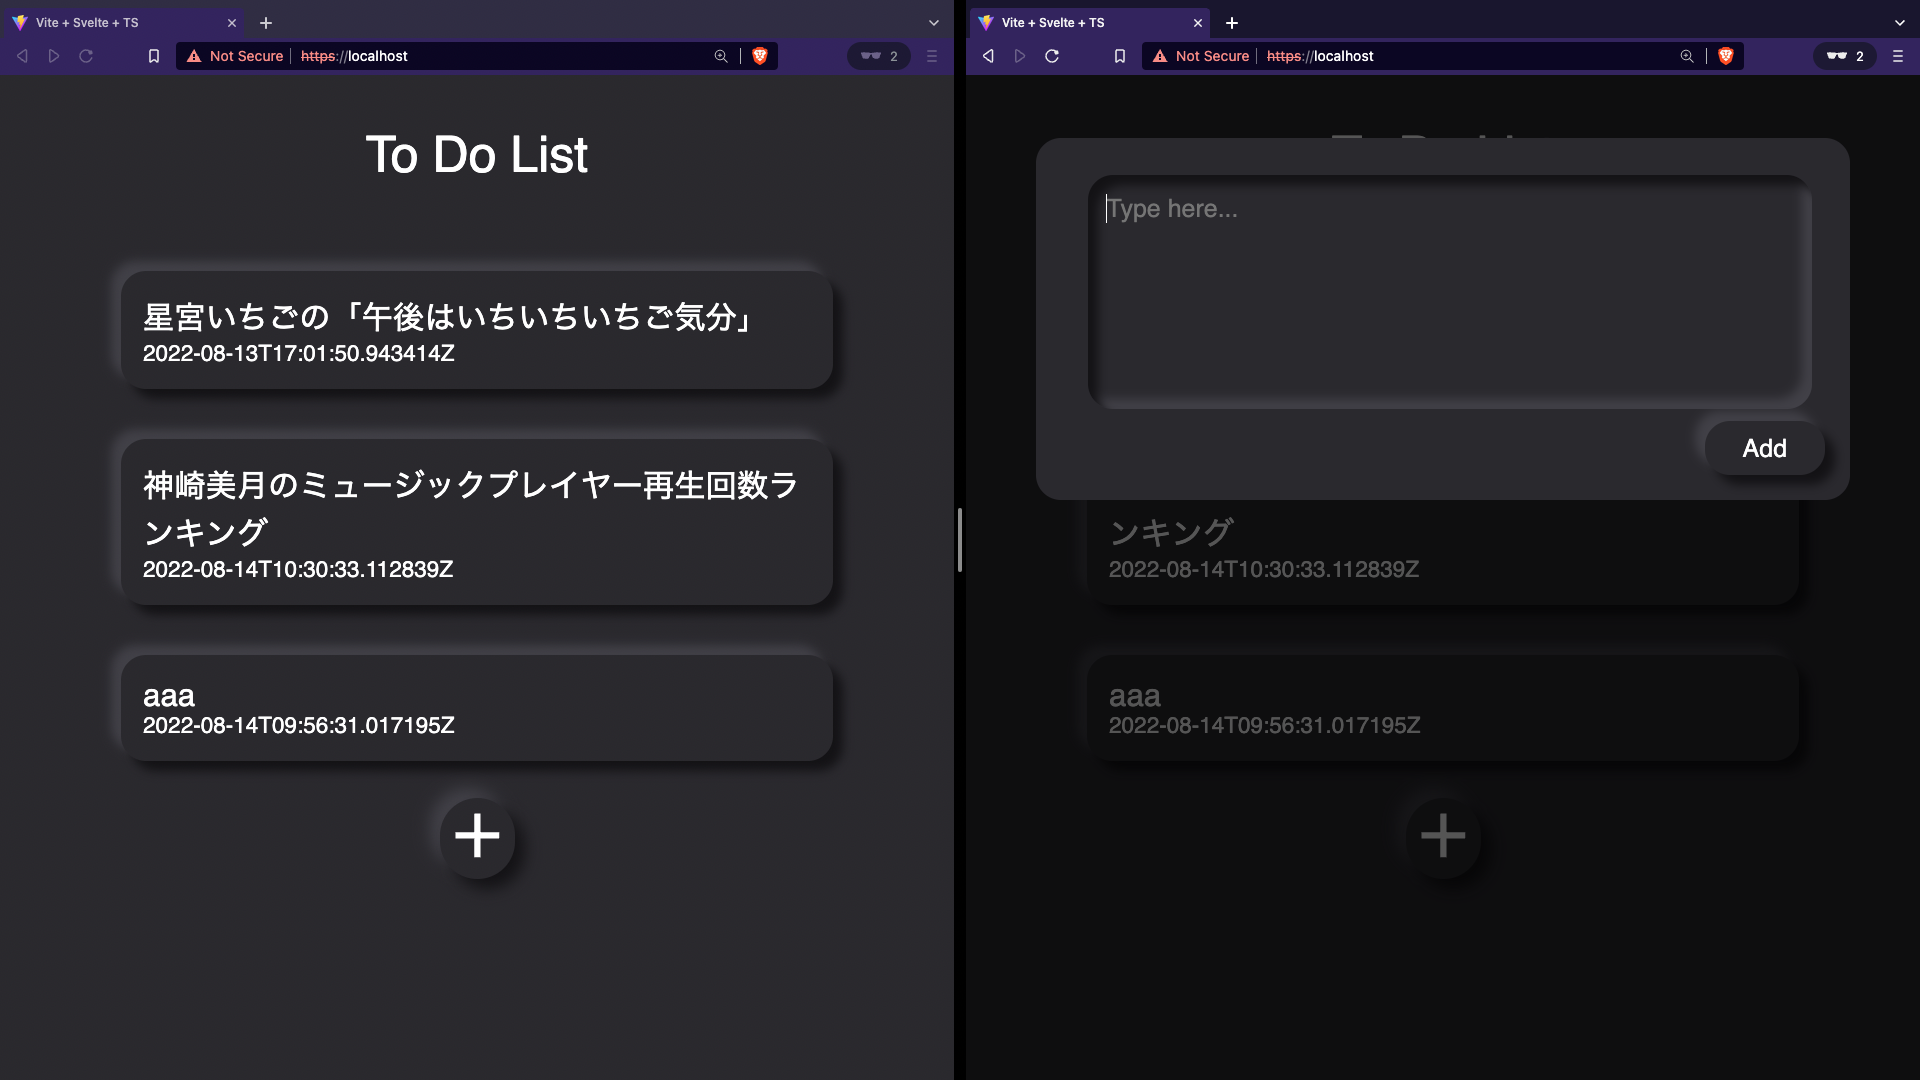 Vite + Svelte + TS
Not Secure
https://localhost
2
To Do List
星宮いちごの「午後はいちいちいちご気分」
2022-08-13T17:01:50.943414Z
神崎美月のミュージックプレイヤー再生回数ラ
ンキング
2022-08-14T10:30:33.112839Z
aaa
2022-08-14T09:56:31.017195Z
Vite + Svelte + TS
Not Secure
https://localhost
2
Type here...
Add
ンキング
2022-08-14T10:30:33.112839Z
aaa
2022-08-14T09:56:31.017195Z